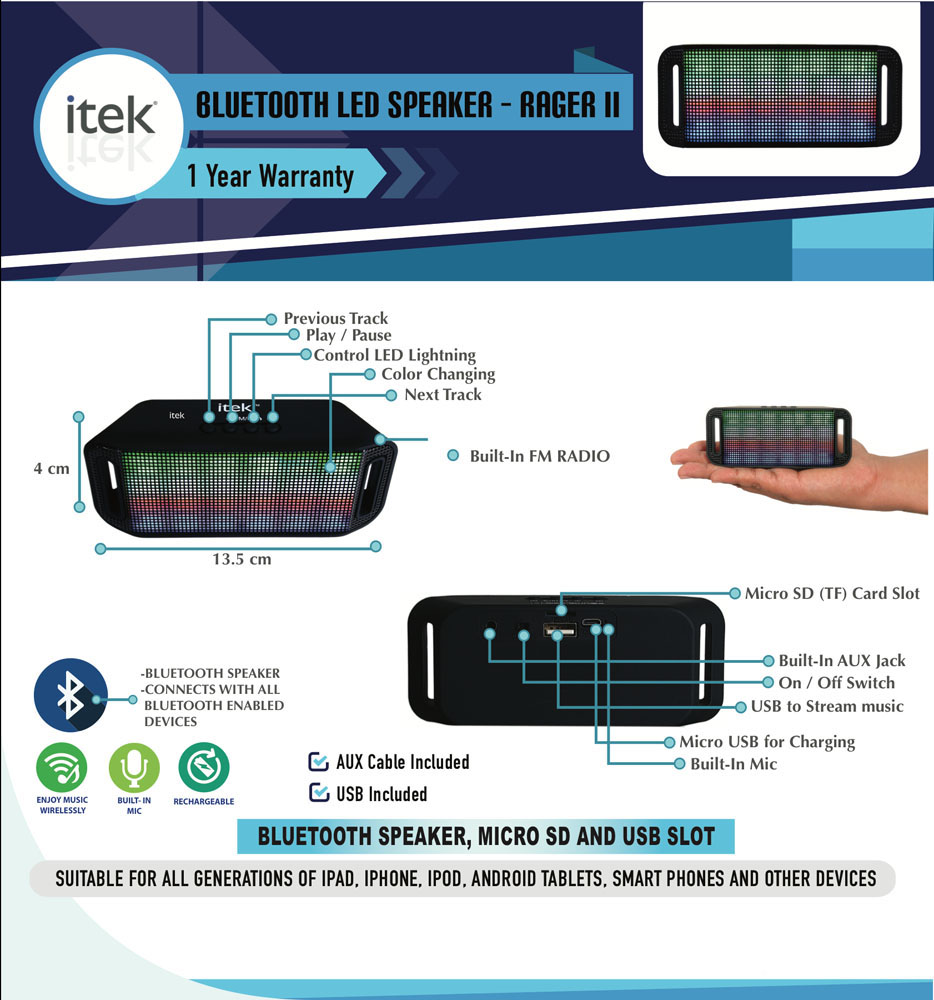 itek
BLUETOOTH LED SPEAKER - RAGER II
1 Year Warranty
Previous Track
Play / Pause
Control LED Lightning
Color Changing
Next Track
itek
itek
4 cm
Built-In FM RADIO
13.5 cm
Micro SD (TF) Card Slot
-BLUETOOTH SPEAKER
-CONNECTS WITH ALL
BLUETOOTH ENABLED
DEVICES
Built-In AUX Jack
On / Off Switch
USB to Stream music
Micro USB for Charging
Built-In Mic
ENJOY MUSIC
WIRELESSLY
BUILT- IN
MIC
RECHARGEABLE
AUX Cable Included
USB Included
BLUETOOTH SPEAKER, MICRO SD AND USB SLOT
SUITABLE FOR ALL GENERATIONS OF IPAD, IPHONE, IPOD, ANDROID TABLETS, SMART PHONES AND OTHER DEVICES